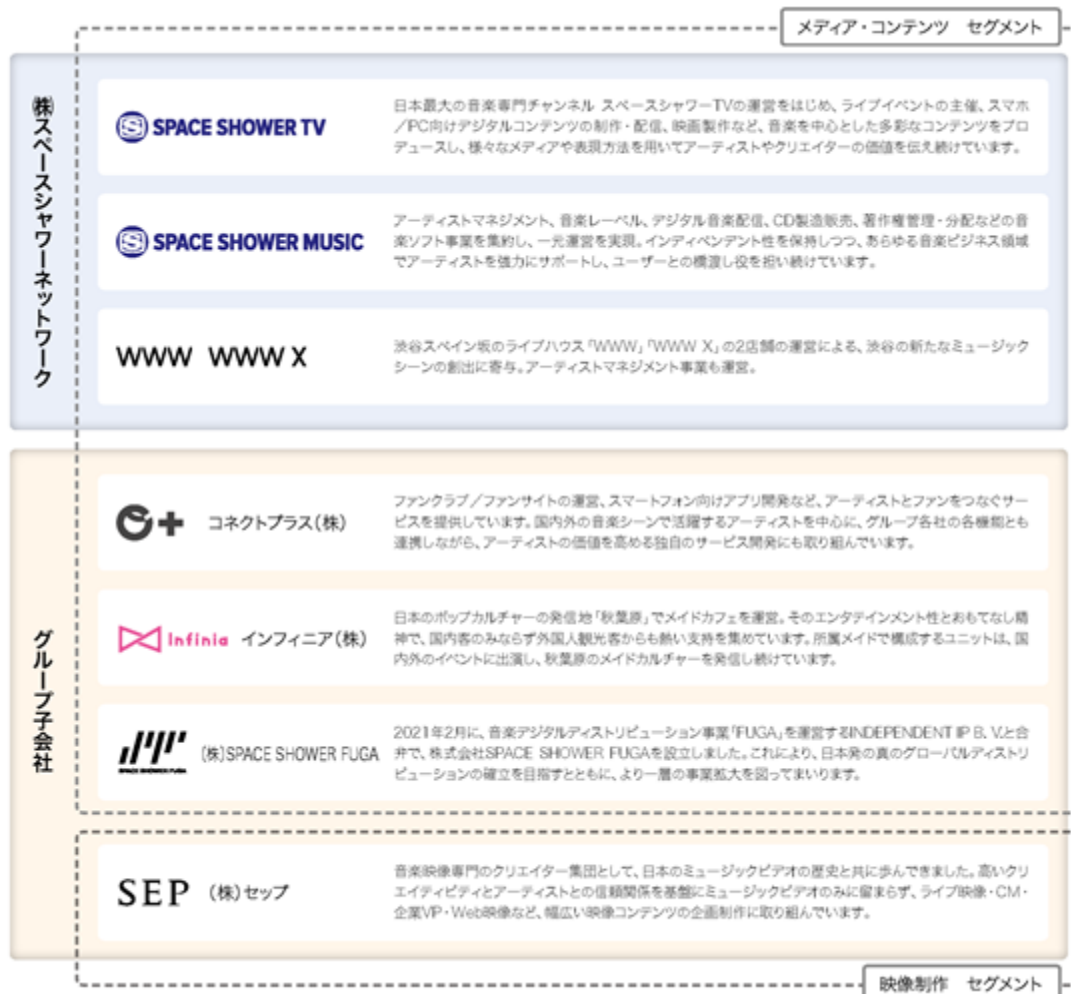 メディア・コンテンツ　セグメント
㈱スペースシャワーネットワーク
SPACE SHOWER TV
日本最大の音楽専門チャンネル スペースシャワーTVの運営をはじめ、ライブイベントの主催、スマホ
／PC向けデジタルコンテンツの制作・配信、映画製作など、音楽を中心とした多彩なコンテンツをプロ
デュースし、様々なメディアや表現方法を用いてアーティストやクリエイターの価値を伝え続けています。
SPACE SHOWER MUSIC
アーティストマネジメント、音楽レーベル、デジタル音楽配信、CD製造販売、著作権管理・分配などの音
楽ソフト事業を集約し、一元運営を実現。インディペンデント性を保持しつつ、あらゆる音楽ビジネス領域
でアーティストを強力にサポートし、ユーザーとの橋渡し役を担い続けています。
WWW WWW X
渋谷スペイン坂のライブハウス「WWW」「WWW X」の2店舗の運営による、渋谷の新たなミュージック
シーンの創出に寄与。アーティストマネジメント事業も運営。
グループ子会社
コネクトプラス（株）
ファンクラブ／ファンサイトの運営、スマートフォン向けアプリ開発など、アーティストとファンをつなぐサー
ビスを提供しています。国内外の音楽シーンで活躍するアーティストを中心に、グループ各社の各機能とも
連携しながら、アーティストの価値を高める独自のサービス開発にも取り組んでいます。
Infinia インフィニア（株）
日本のポップカルチャーの発信地「秋葉原」でメイドカフェを運営。そのエンタテインメント性とおもてなし精
神で、国内客のみならず外国人観光客からも熱い支持を集めています。所属メイドで構成するユニットは、国
内外のイベントに出演し、秋葉原のメイドカルチャーを発信し続けています。
SPACE SHOWER FUGA
（株）SPACE SHOWER FUGA
2021年2月に、音楽デジタルディストリビューション事業「FUGA」を運営するINDEPENDENT IP B. V.と合
弁で、株式会社SPACE SHOWER FUGAを設立しました。これにより、日本発の真のグローバルディストリ
ビューションの確立を目指すとともに、より一層の事業拡大を図ってまいります。
SEP （株）セップ
音楽映像専門のクリエイター集団として、日本のミュージックビデオの歴史と共に歩んできました。高いクリ
エイティビティとアーティストとの信頼関係を基盤にミュージックビデオのみに留まらず、ライブ映像・CM・
企業VP・Web映像など、幅広い映像コンテンツの企画制作に取り組んでいます。
映像制作　セグメント